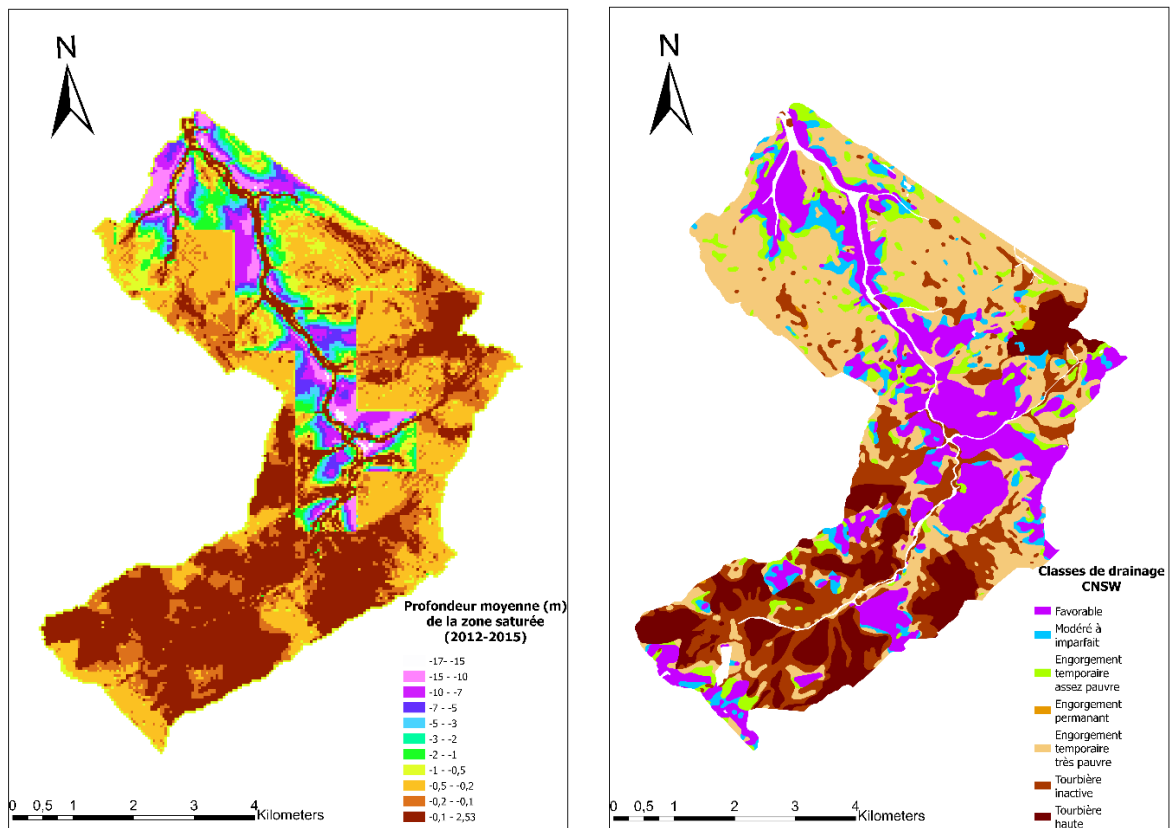 N
Profondeur moyenne (m)
de la zone saturée
(2012-2015)
-17 - -15
-15 - -10
-10 - -7
-7 - -5
-5 - -3
-3 - -2
-2 - -1
-1 - -0,5
-0,5 - -0,2
-0,2 - -0,1
-0,1 - 2,53
0 0,5 1 2 3 4
Kilometers
N
Classes de drainage
CNSW
Favorable
Modéré à
imparfait
Engorgement
temporaire
assez pauvre
Engorgement
permanant
Engorgement
temporaire
très pauvre
Tourbière
inactive
Tourbière
haute
0 0,5 1 2 3 4
Kilometers